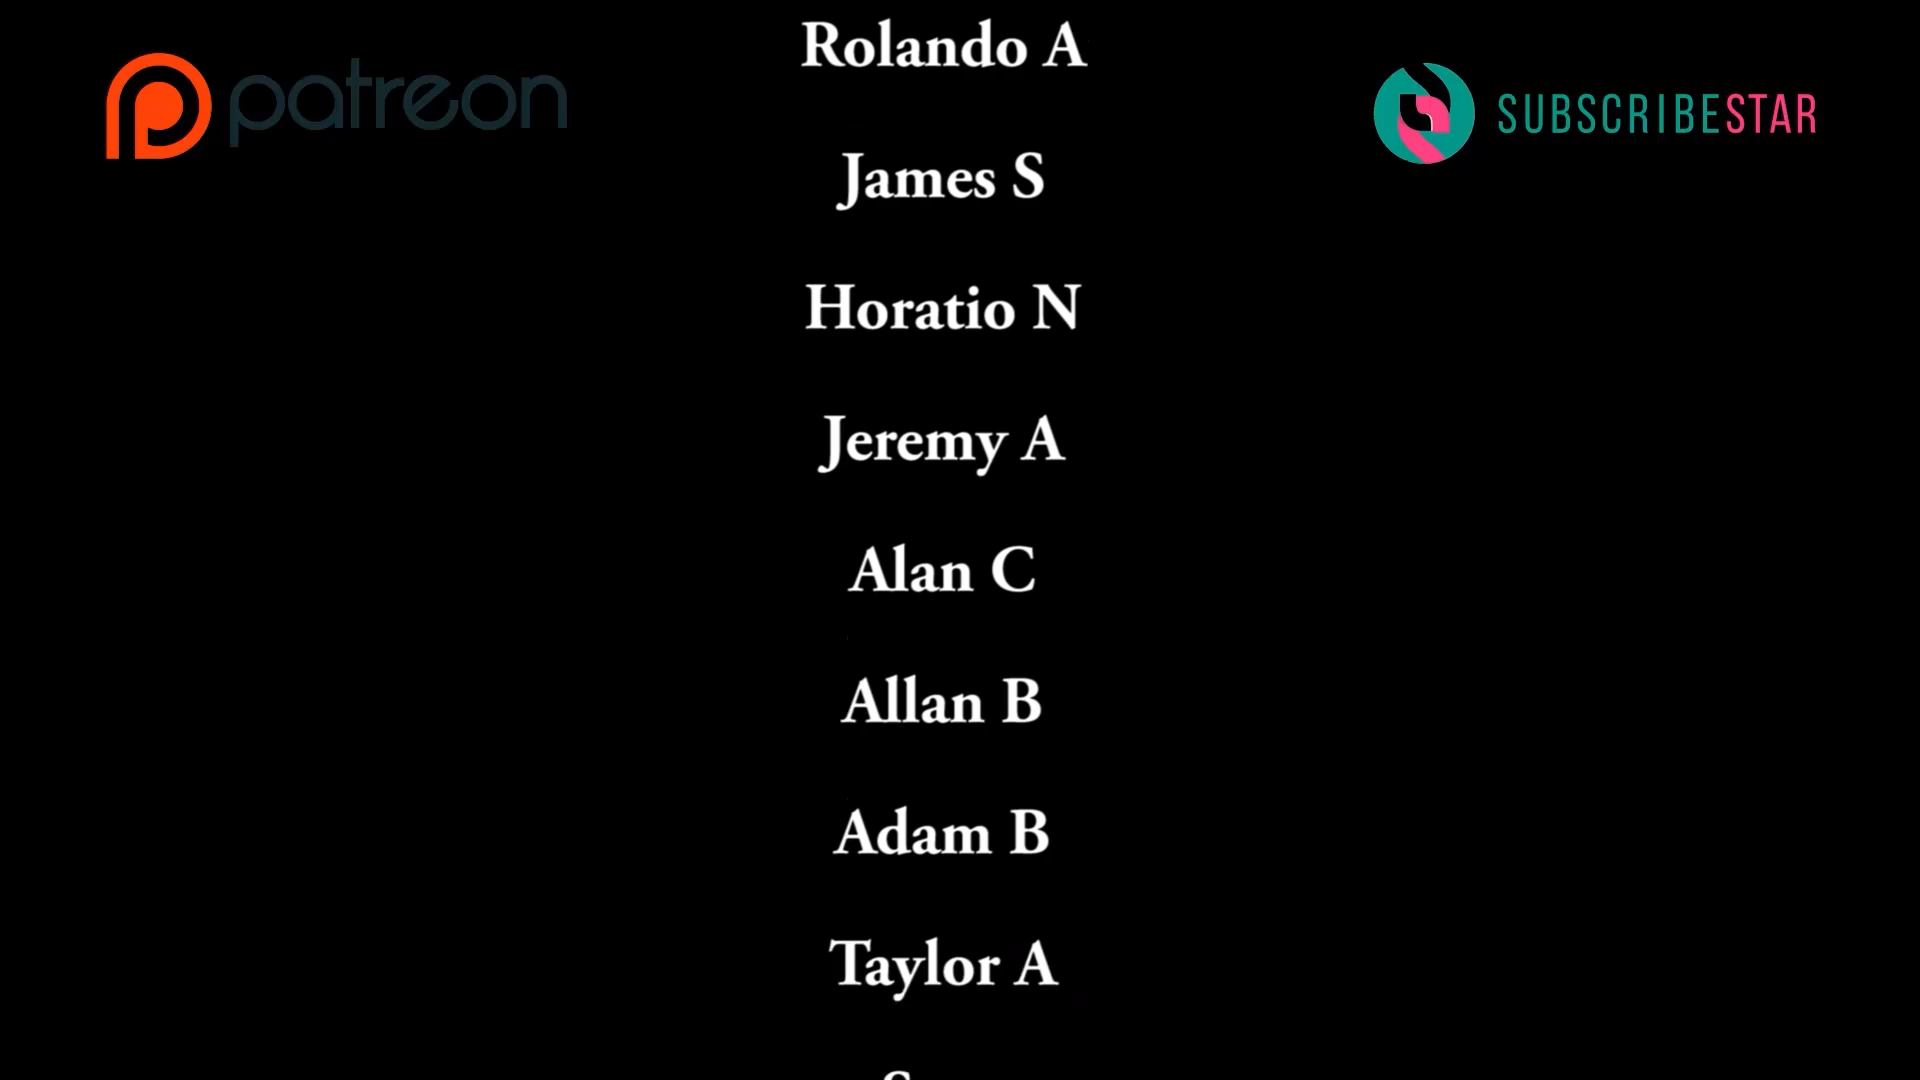 patreon
SUBSCRIBESTAR
Rolando A
James S
Horatio N
Jeremy A
Alan C
Allan B
Adam B
Taylor A